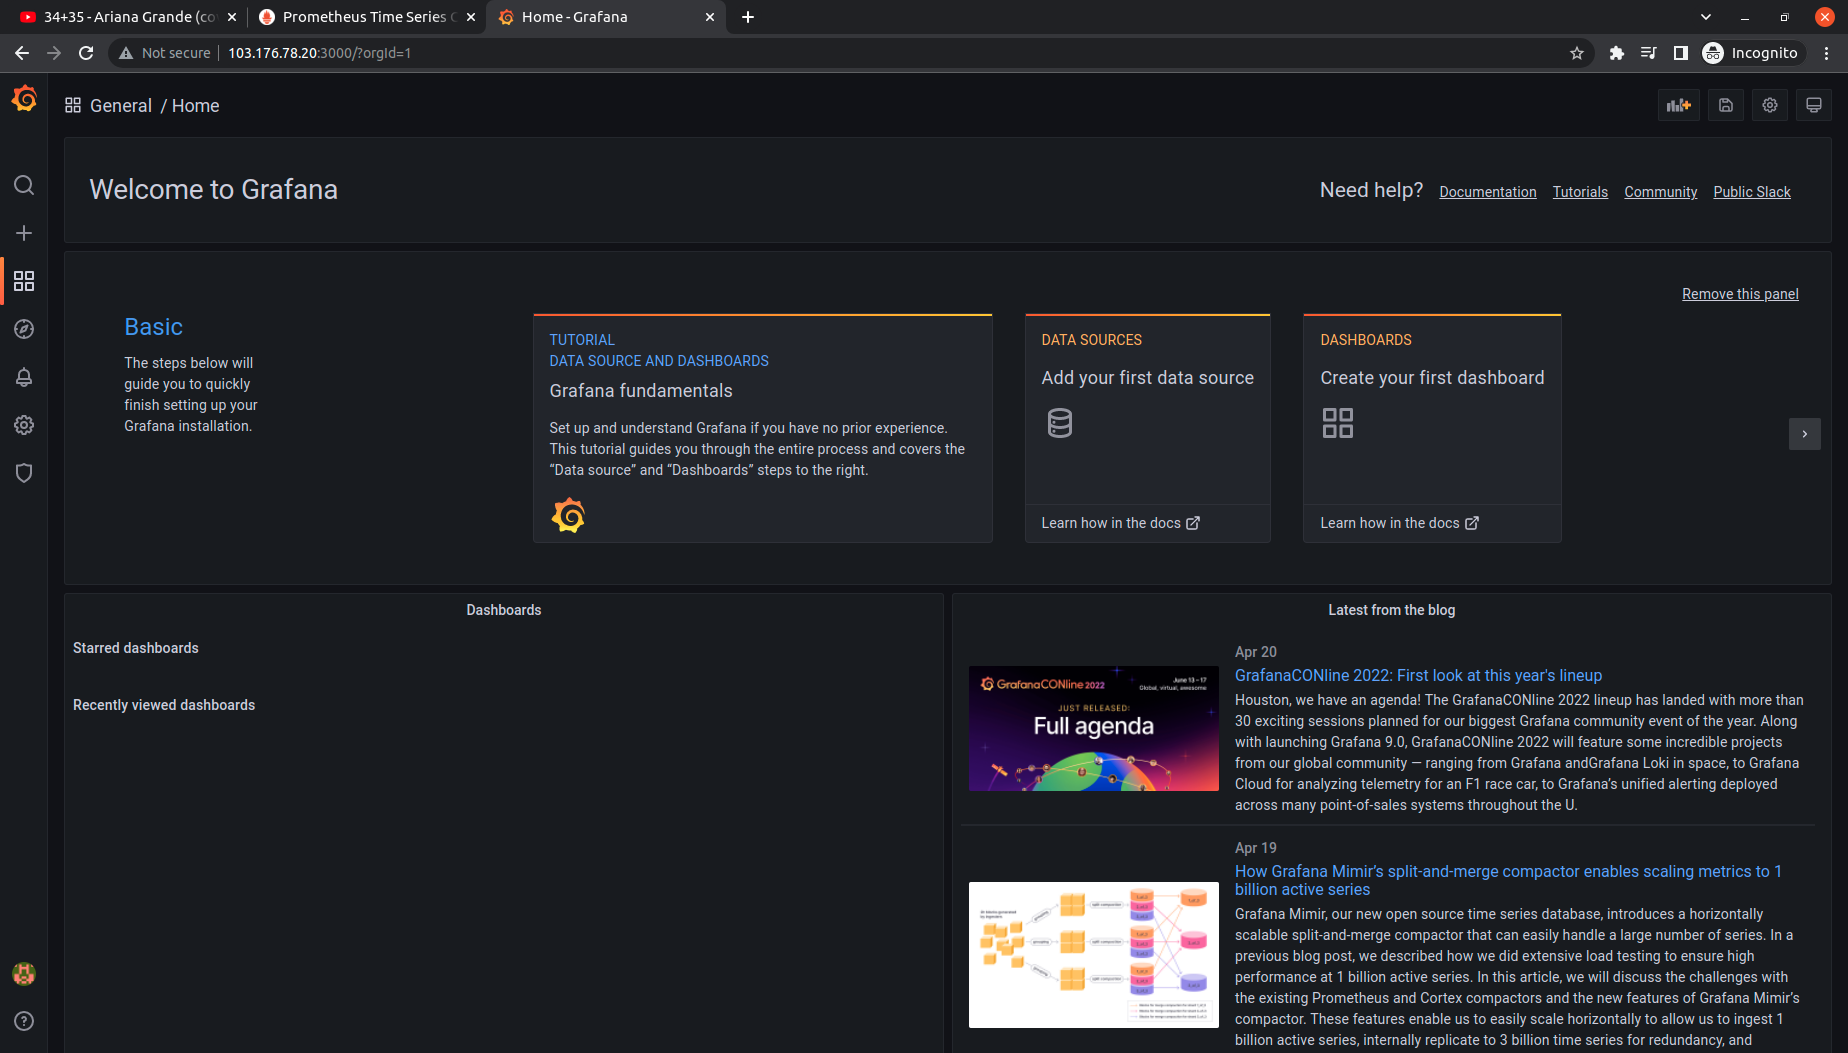 34+35 - Ariana Grande (co
Prometheus Time Series C
Home - Grafana
Not secure
103.176.78.20:3000/?orgId=1
Incognito
General / Home
Welcome to Grafana
Need help?
Documentation
Tutorials
Community
Public Slack
Remove this panel
Basic
The steps below will
guide you to quickly
finish setting up your
Grafana installation.
TUTORIAL
DATA SOURCE AND DASHBOARDS
Grafana fundamentals
Set up and understand Grafana if you have no prior experience.
This tutorial guides you through the entire process and covers the
“Data source” and “Dashboards” steps to the right.
DATA SOURCES
Add your first data source
Learn how in the docs
DASHBOARDS
Create your first dashboard
Learn how in the docs
Dashboards
Starred dashboards
Recently viewed dashboards
Latest from the blog
GrafanaCONline 2022
June 13 – 17
Global, virtual, awesome.
JUST RELEASED:
Full agenda
Apr 20
GrafanaCONline 2022: First look at this year's lineup
Houston, we have an agenda! The GrafanaCONline 2022 lineup has landed with more than
30 exciting sessions planned for our biggest Grafana community event of the year. Along
with launching Grafana 9.0, GrafanaCONline 2022 will feature some incredible projects
from our global community — ranging from Grafana andGrafana Loki in space, to Grafana
Cloud for analyzing telemetry for an F1 race car, to Grafana’s unified alerting deployed
across many point-of-sales systems throughout the U.
grouping
split compaction
grouping
split compaction
grouping
split compaction
Apr 19
How Grafana Mimir’s split-and-merge compactor enables scaling metrics to 1
billion active series
Grafana Mimir, our new open source time series database, introduces a horizontally
scalable split-and-merge compactor that can easily handle a large number of series. In a
previous blog post, we described how we did extensive load testing to ensure high
performance at 1 billion active series. In this article, we will discuss the challenges with
the existing Prometheus and Cortex compactors and the new features of Grafana Mimir’s
compactor. These features enable us to easily scale horizontally to allow us to ingest 1
billion active series, internally replicate to 3 billion time series for redundancy, and